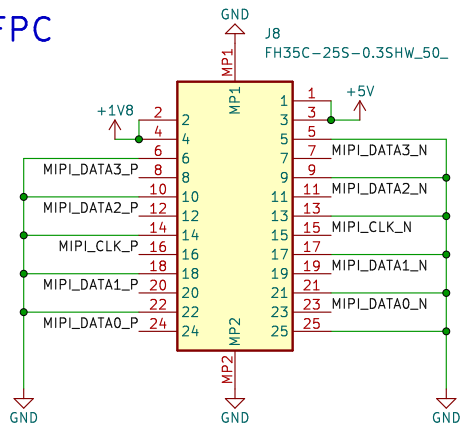 FPC
GND
J8
FH35C-25S-0.3SHW_50_
MP1
MP1
+1V8
+5V
1 1
2 2
3 3
4 4
5 5
6 6
MIPI_DATA3_P 8 8
7 7 MIPI_DATA3_N
9 9
10 10
11 11 MIPI_DATA2_N
MIPI_DATA2_P 12 12
13 13
14 14
15 15 MIPI_CLK_N
MIPI_CLK_P 16 16
17 17
18 18
19 19 MIPI_DATA1_N
MIPI_DATA1_P 20 20
21 21
22 22
23 23 MIPI_DATA0_N
MIPI_DATA0_P 24 24
25 25
MP2
MP2
GND
GND
GND